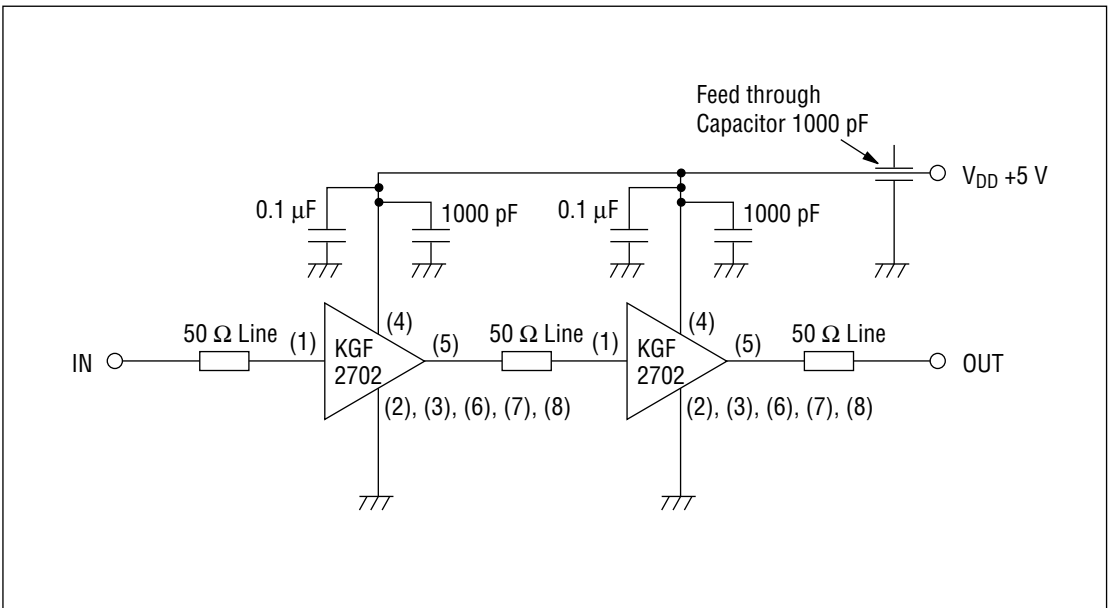 Feed through
Capacitor 1000 pF
VDD +5 V
0.1 µF
1000 pF
0.1 µF
1000 pF
50 Ω Line
(1)
(4)
KGF
2702
(5)
50 Ω Line
(1)
(4)
KGF
2702
(5)
50 Ω Line
IN
OUT
(2), (3), (6), (7), (8)
(2), (3), (6), (7), (8)